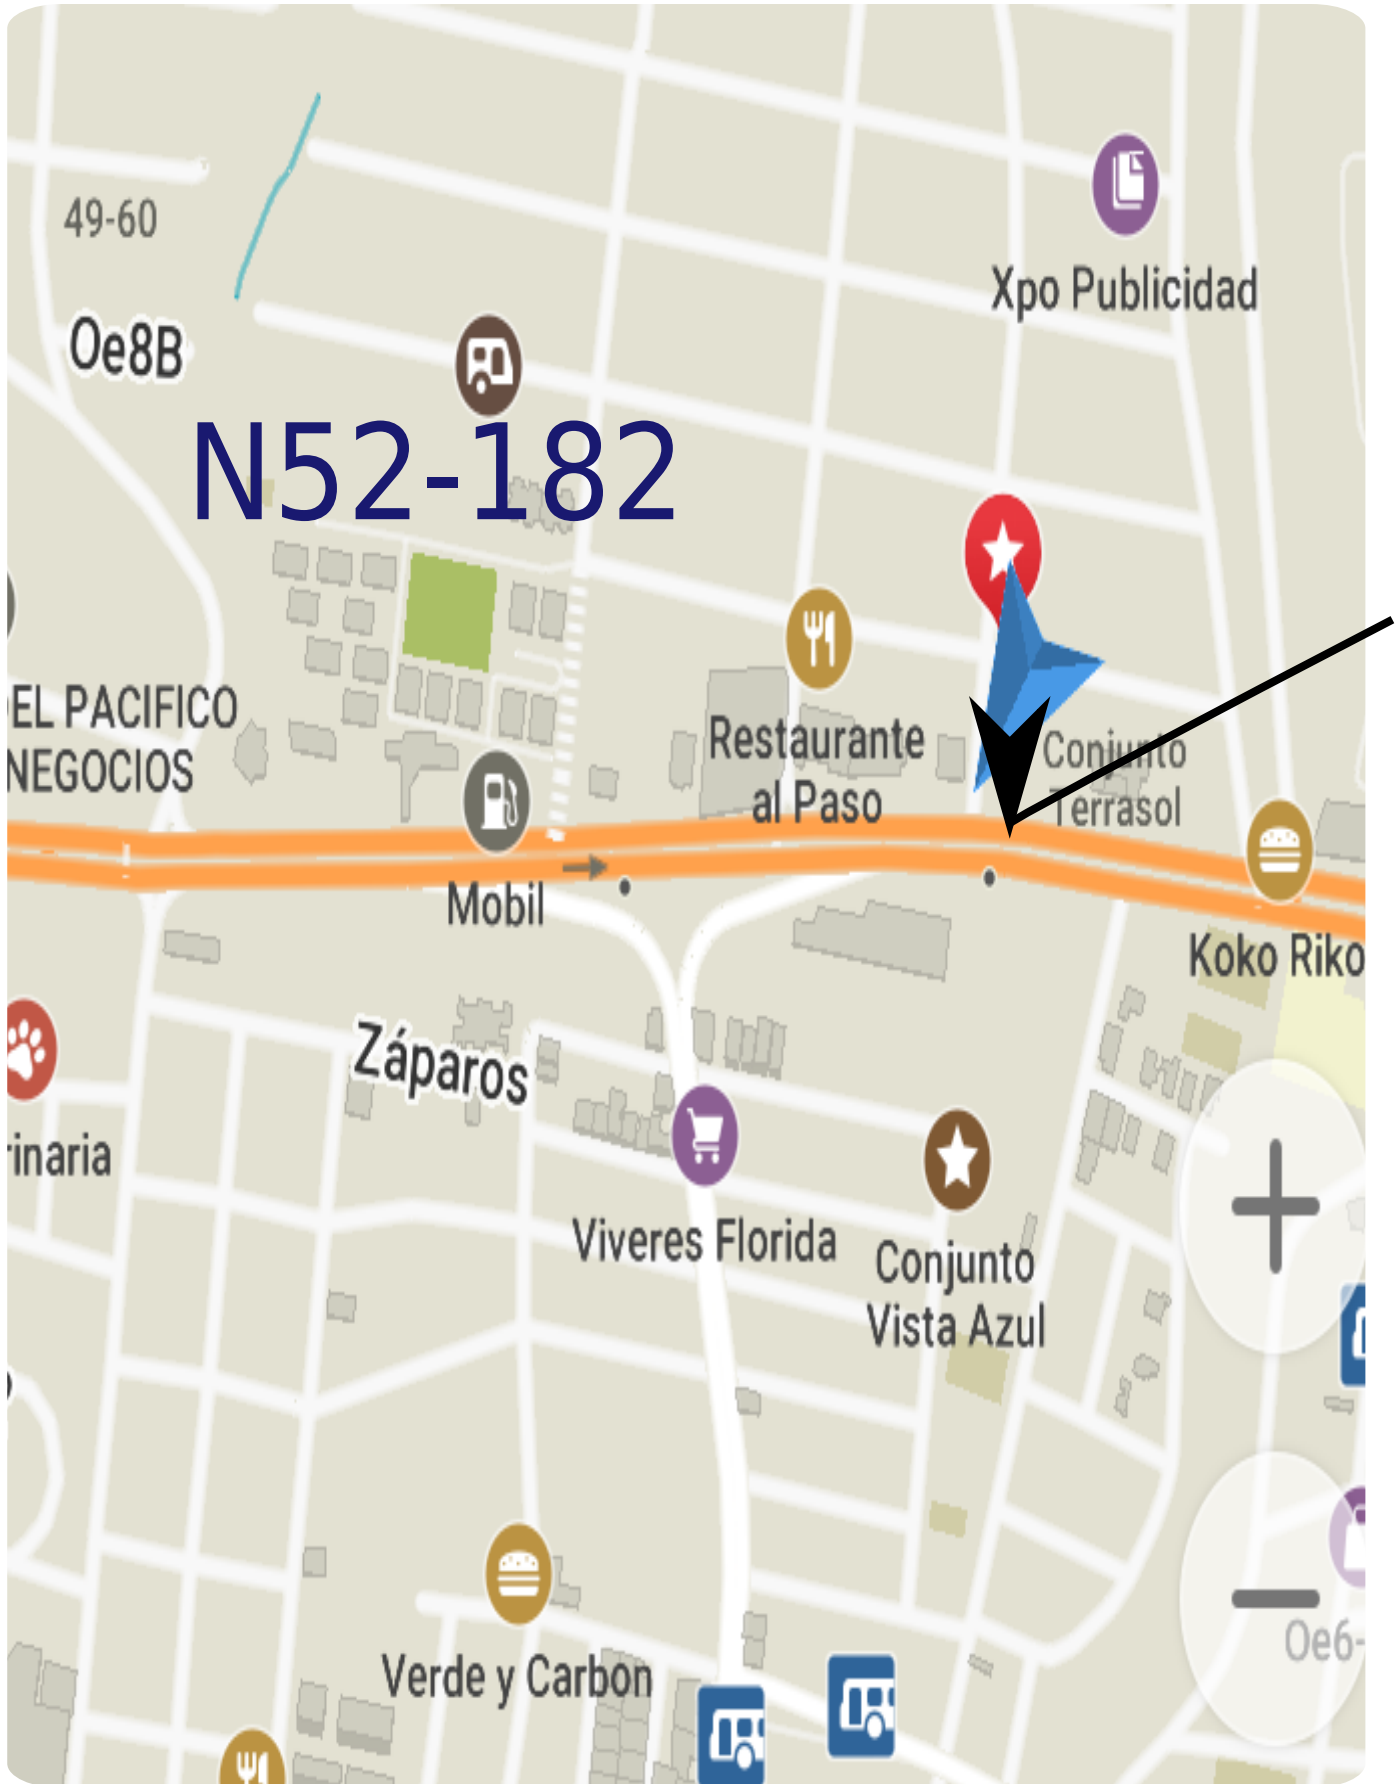 49-60
Xpo Publicidad
Oe8B
N52-182
EL PACIFICO
NEGOCIOS
Restaurante
al Paso
Conjunto
Terrasol
Mobil
Koko Riko
Záparos
rinaria
Viveres Florida
Conjunto
Vista Azul
Verde y Carbon
Oe6-